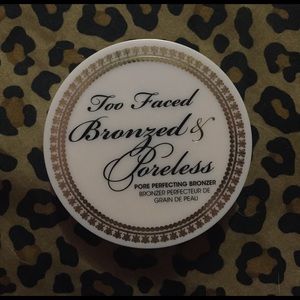 Too Faced
Bronzed &
Poreless
PORE PERFECTING BRONZER
BRONZER PERFECTEUR DE
GRAIN DE PEAU